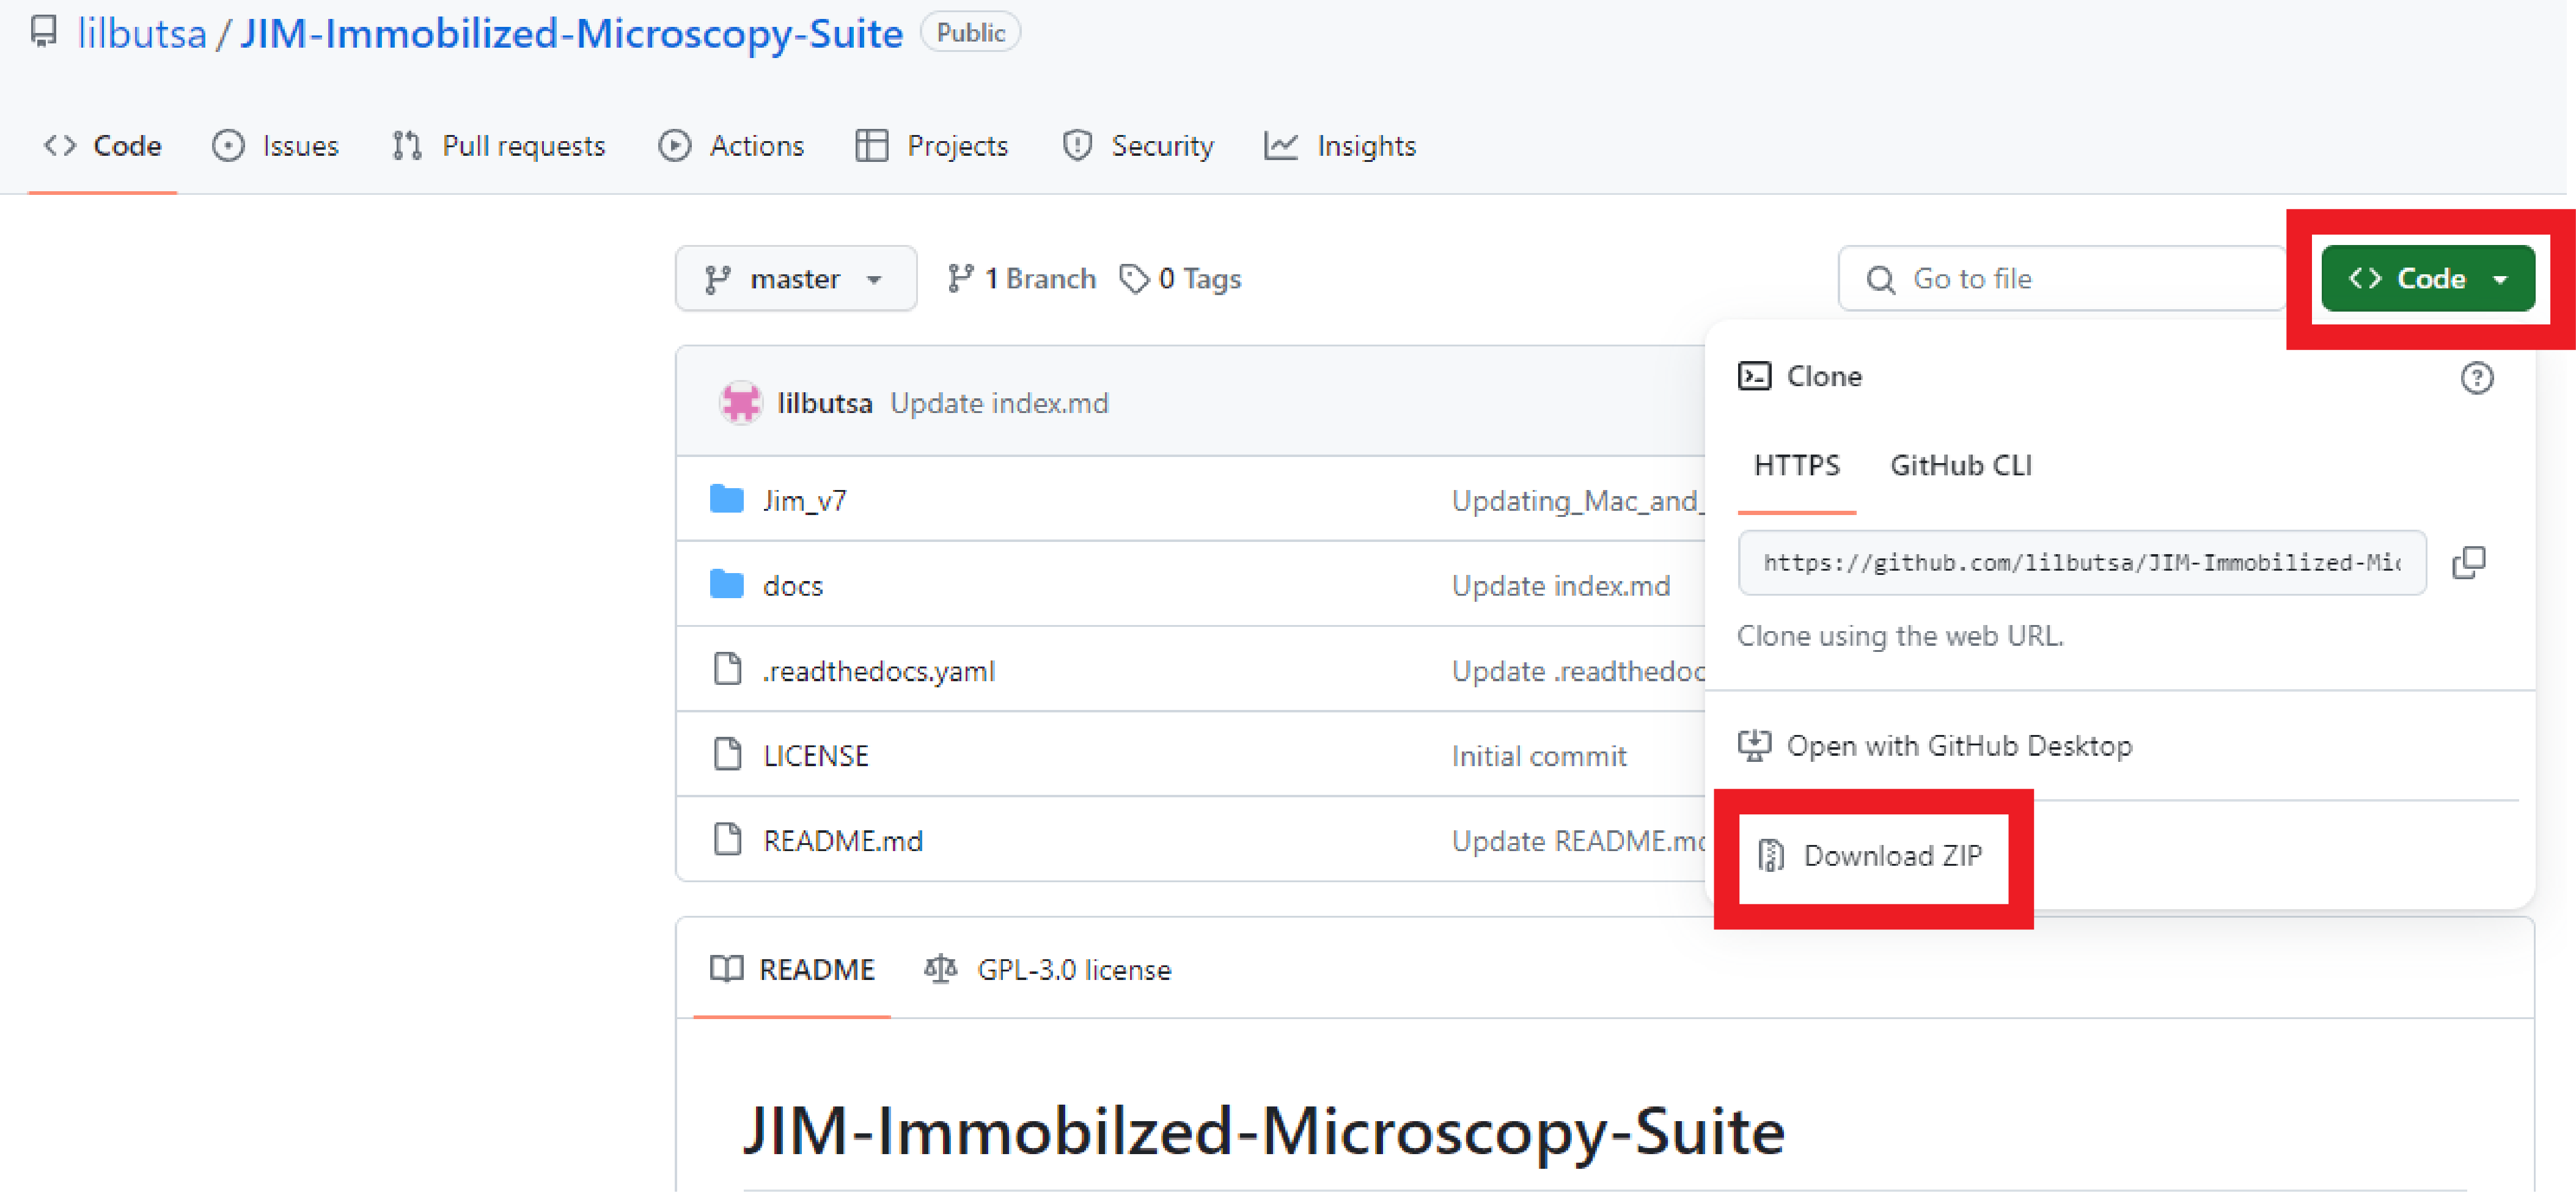 lilbutsa / JIM-Immobilized-Microscopy-Suite Public
<> Code Issues Pull requests Actions Projects Security Insights
master 1 Branch 0 Tags Go to file <> Code
lilbutsa Update index.md
Jim_v7 Updating_Mac_and_
docs Update index.md
.readthedocs.yaml Update .readthedoc
LICENSE Initial commit
README.md Update README.md
Clone
HTTPS GitHub CLI
https://github.com/lilbutsa/JIM-Immobilized-Mic
Clone using the web URL.
Open with GitHub Desktop
Download ZIP
README GPL-3.0 license
JIM-Immobilzed-Microscopy-Suite